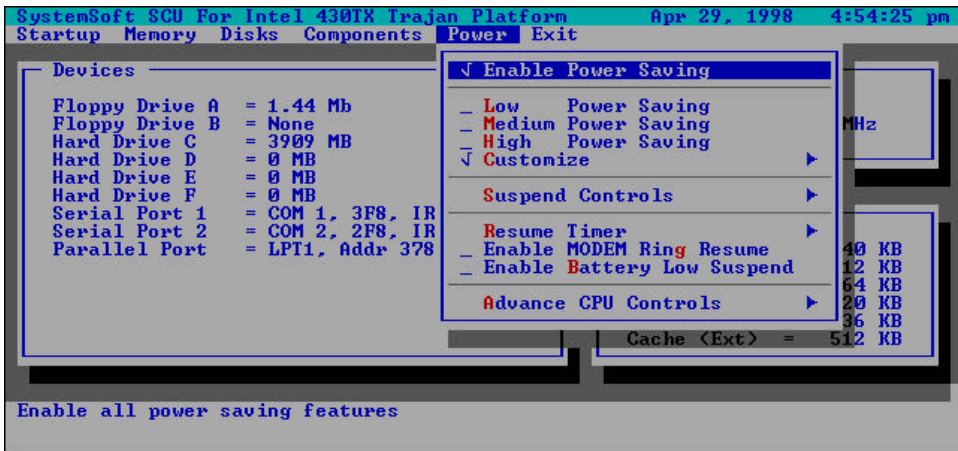 SystemSoft SCU For Intel 430TX Trajan Platform Apr 29, 1998 4:54:25 pm
Startup Memory Disks Components Power Exit
Devices
Floppy Drive A = 1.44 Mb
Floppy Drive B = None
Hard Drive C = 3909 MB
Hard Drive D = 0 MB
Hard Drive E = 0 MB
Hard Drive F = 0 MB
Serial Port 1 = COM 1, 3F8, IR
Serial Port 2 = COM 2, 2F8, IR
Parallel Port = LPT1, Addr 378
√ Enable Power Saving
_ Low Power Saving
_ Medium Power Saving
_ High Power Saving
√ Customize ►
Suspend Controls ►
Resume Timer ►
_ Enable MODEM Ring Resume
_ Enable Battery Low Suspend
Advance CPU Controls ►
MHz
40 KB
12 KB
64 KB
20 KB
36 KB
Cache (Ext) = 512 KB
Enable all power saving features